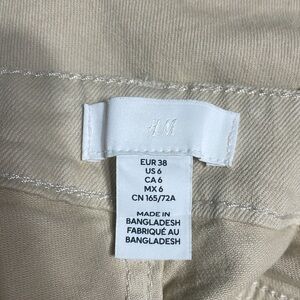 H&M
EUR 38
US 6
CA 6
MX 6
CN 165/72A
MADE IN
BANGLADESH
FABRIQUÉ AU
BANGLADESH